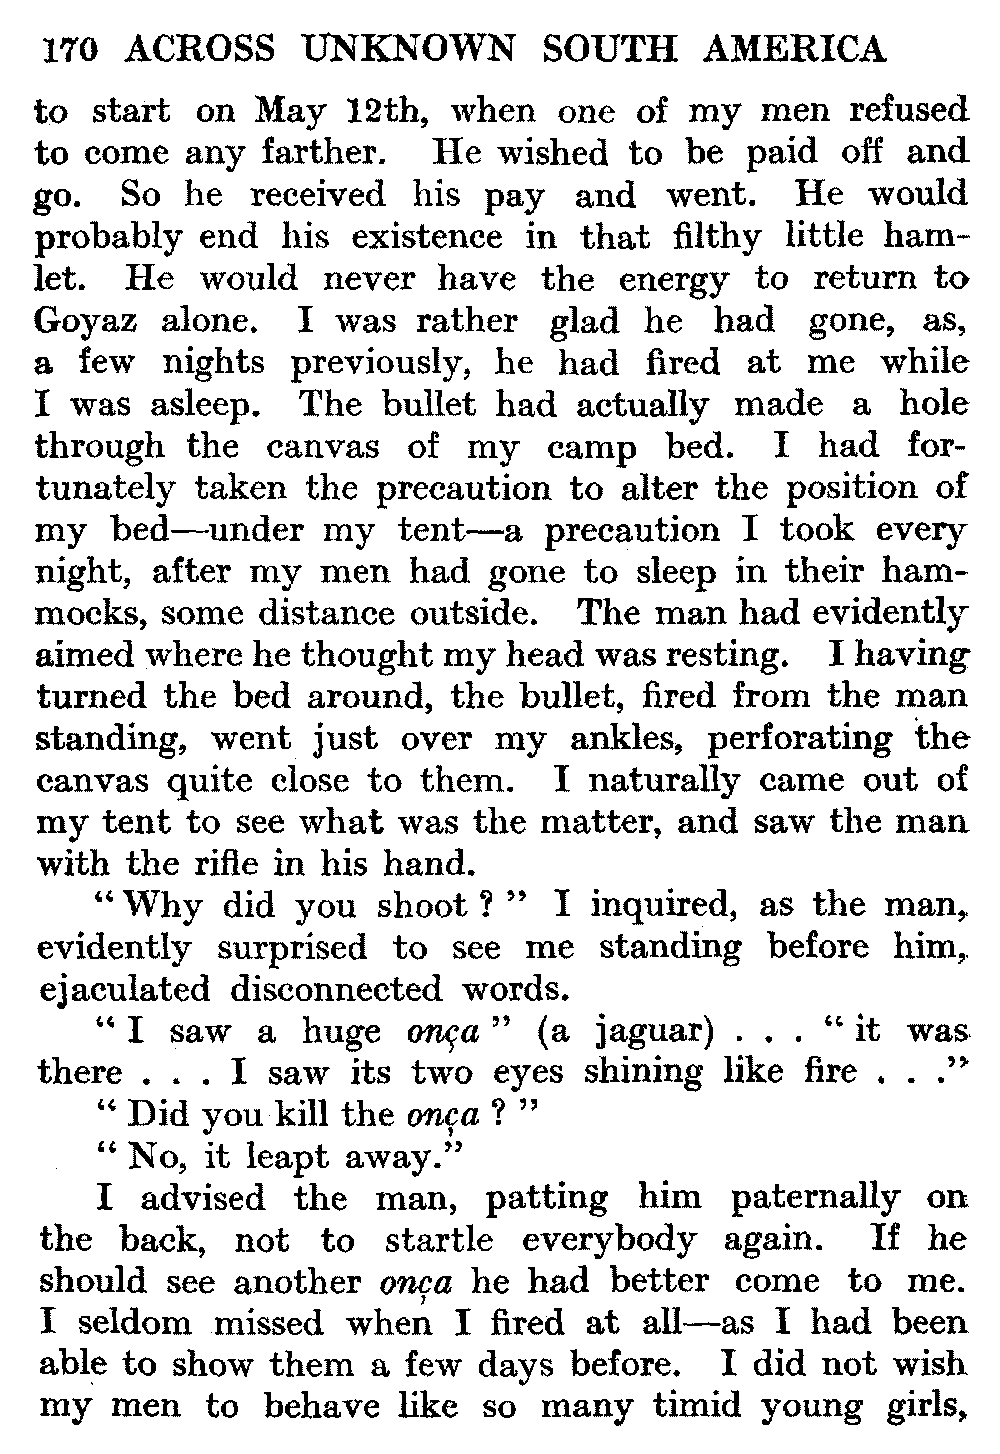 170 ACROSS UNKNOWN SOUTH AMERICA
to start on May 12th, when one of my men refused
to come any farther. He wished to be paid off and
go. So he received his pay and went. He would
probably end his existence in that filthy little ham-
let. He would never have the energy to return to
Goyaz alone. I was rather glad he had gone, as,
a few nights previously, he had fired at me while
I was asleep. The bullet had actually made a hole
through the canvas of my camp bed. I had for-
tunately taken the precaution to alter the position of
my bed—under my tent—a precaution I took every
night, after my men had gone to sleep in their ham-
mocks, some distance outside. The man had evidently
aimed where he thought my head was resting. I having
turned the bed around, the bullet, fired from the man
standing, went just over my ankles, perforating the
canvas quite close to them. I naturally came out of
my tent to see what was the matter, and saw the man
with the rifle in his hand.
“Why did you shoot?” I inquired, as the man,
evidently surprised to see me standing before him,
ejaculated disconnected words.
“I saw a huge onça” (a jaguar) . . . “it was
there . . . I saw its two eyes shining like fire . . .”
“Did you kill the onça?”
“No, it leapt away.”
I advised the man, patting him paternally on
the back, not to startle everybody again. If he
should see another onça he had better come to me.
I seldom missed when I fired at all—as I had been
able to show them a few days before. I did not wish
my men to behave like so many timid young girls,